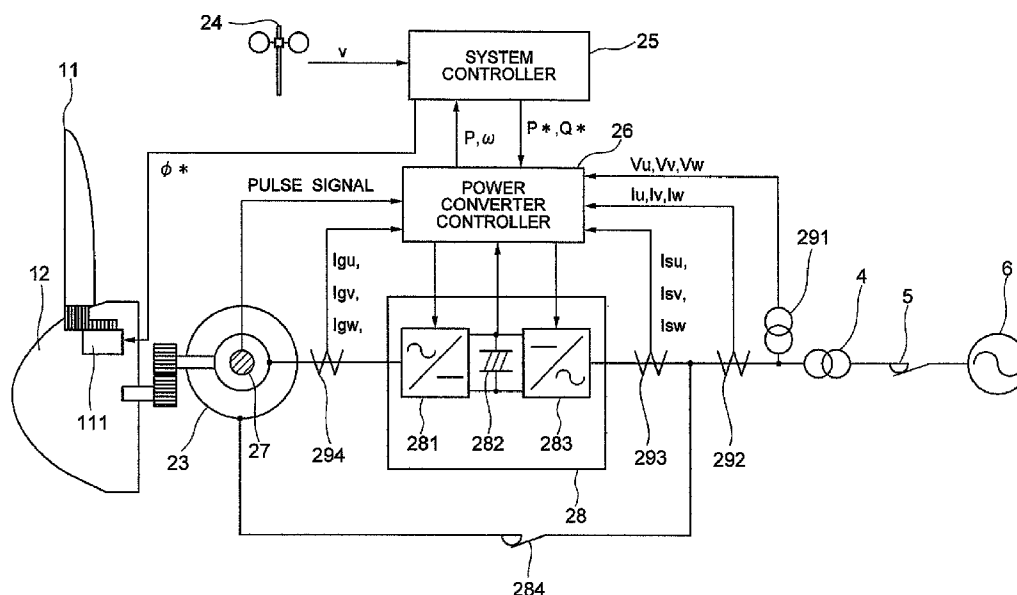 24
v
SYSTEM
CONTROLLER
25
11
P,ω
P*,Q*
26
φ*
PULSE SIGNAL
POWER
CONVERTER
CONTROLLER
Vu,Vv,Vw
Iu,Iv,Iw
291
4
5
6
12
Igu,
Igv,
Igw,
Isu,
Isv,
Isw
111
23
27
294
281
282
283
293
292
28
284